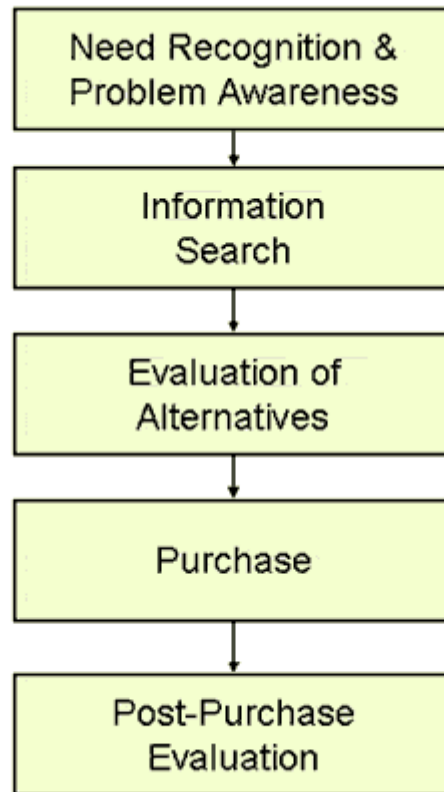 Need Recognition &
Problem Awareness
Information
Search
Evaluation of
Alternatives
Purchase
Post-Purchase
Evaluation